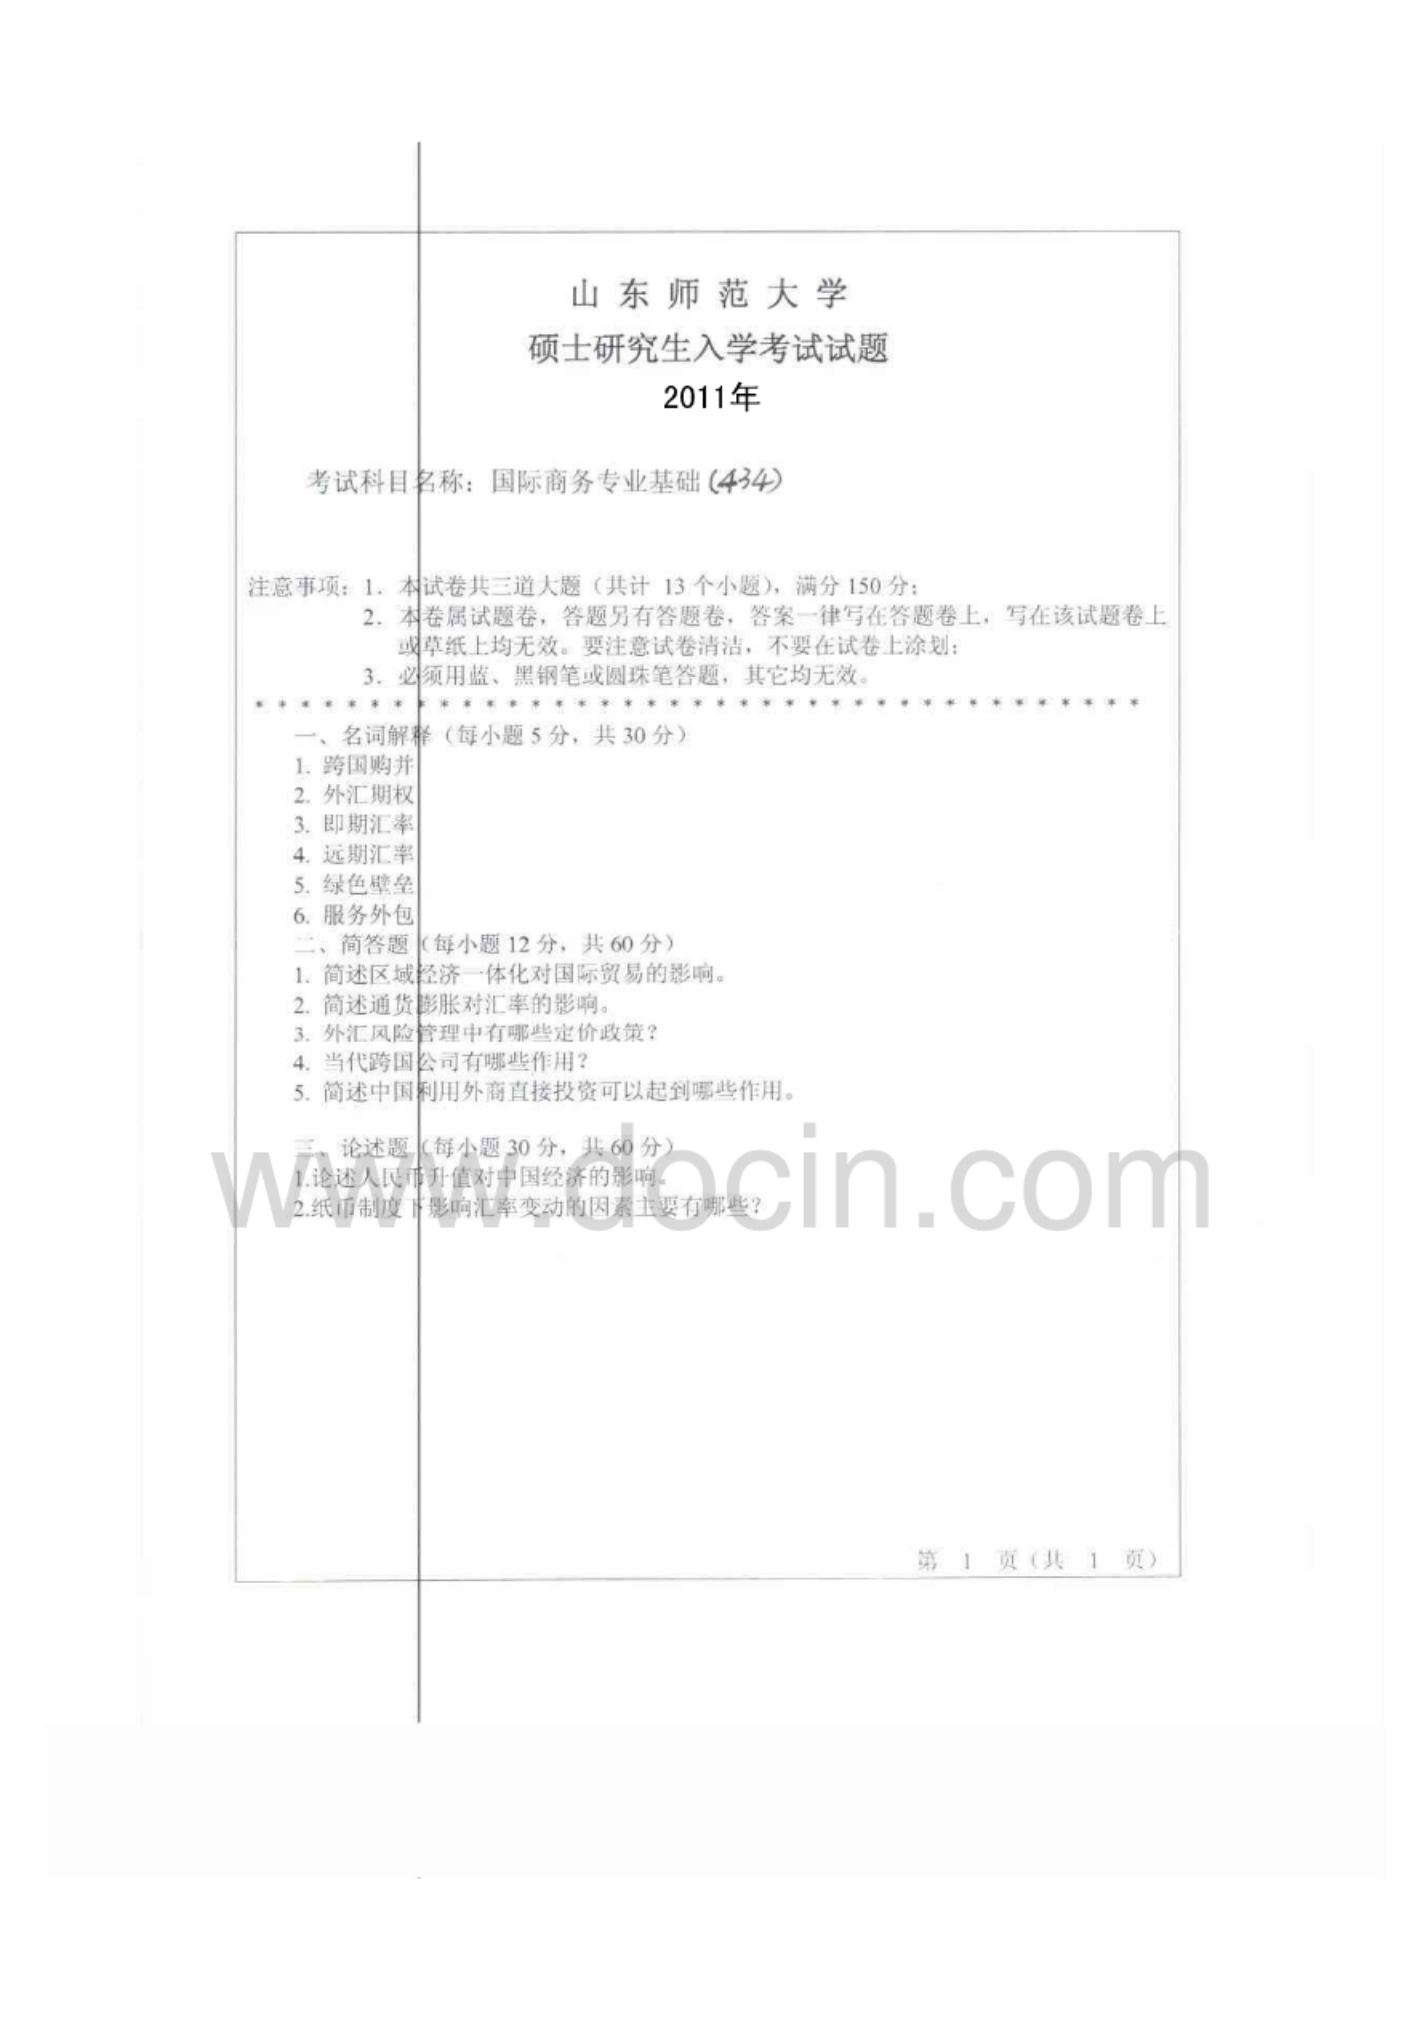 山东师范大学
硕士研究生入学考试试题
2011年
考试科目名称：国际商务专业基础(434)
注意事项：1．本试卷共三道大题（共计 13个小题），满分150分；
2．本卷属试题卷，答题另有答题卷，答案一律写在答题卷上，写在该试题卷上
或草纸上均无效。要注意试卷清洁，不要在试卷上涂划；
3．必须用蓝、黑钢笔或圆珠笔答题，其它均无效。
* * * * * * * * * * * * * * * * * * * * * * * * * * * * * * * * * * * * * * *
一、名词解释（每小题5分，共30分）
1. 跨国购并
2. 外汇期权
3. 即期汇率
4. 远期汇率
5. 绿色壁垒
6. 服务外包
二、简答题（每小题12分，共60分）
1. 简述区域经济一体化对国际贸易的影响。
2. 简述通货膨胀对汇率的影响。
3. 外汇风险管理中有哪些定价政策？
4. 当代跨国公司有哪些作用？
5. 简述中国利用外商直接投资可以起到哪些作用。
三、论述题（每小题30分，共60分）
1.论述人民币升值对中国经济的影响。
2.纸币制度下影响汇率变动的因素主要有哪些？
www.docin.com
第 1 页（共 1 页）